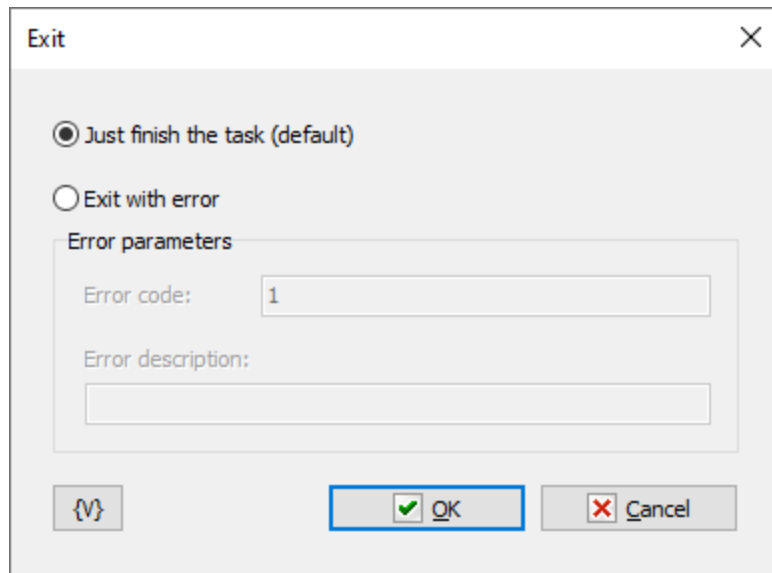 Exit
Just finish the task (default)
Exit with error
Error parameters
Error code: 1
Error description:
{V} OK Cancel